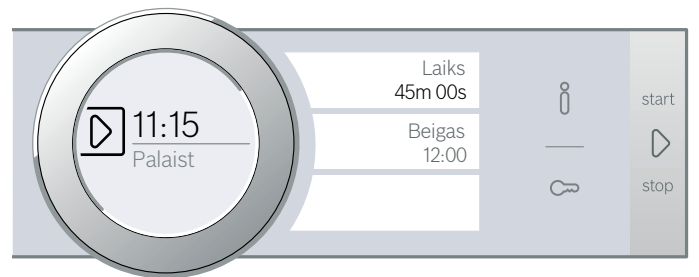 11:15
Palaist
Laiks
45m 00s
Beigas
12:00
start
stop